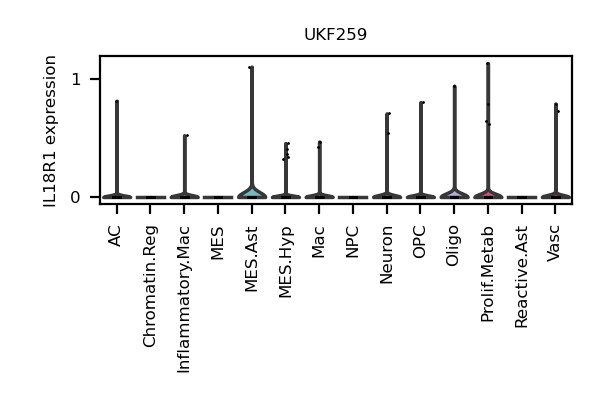 UKF259
IL18R1 expression
1
0
AC
Chromatin.Reg
Inflammatory.Mac
MES
MES.Ast
MES.Hyp
Mac
NPC
Neuron
OPC
Oligo
Prolif.Metab
Reactive.Ast
Vasc